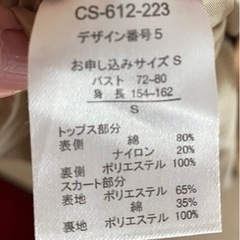 CS-612-223
デザイン番号5
お申し込みサイズ S
バスト 72~80
身長 154~162
S
トップス部分
表側 綿 80%
ナイロン 20%
裏側 ポリエステル 100%
スカート部分
表地 ポリエステル 65%
綿 35%
裏地 ポリエステル 100%